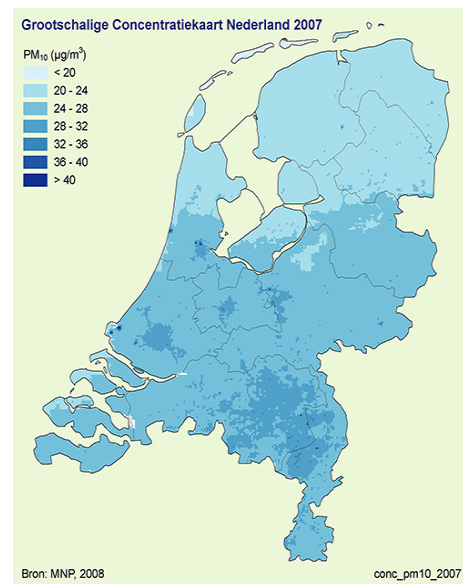 Grootschalige Concentratiekaart Nederland 2007
PM₁₀ (µg/m³)
< 20
20 - 24
24 - 28
28 - 32
32 - 36
36 - 40
> 40
Bron: MNP, 2008
conc_pm10_2007